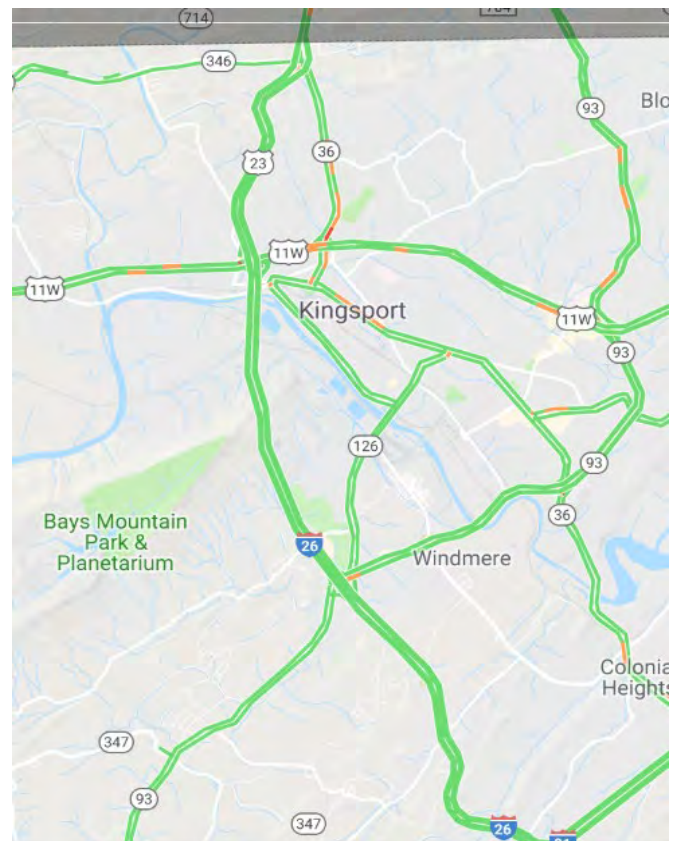 714
346
93
Blo
36
23
11W
11W
Kingsport
11W
93
126
93
Bays Mountain
Park &
Planetarium
36
26
Windmere
Colonia
Heights
347
93
347
26